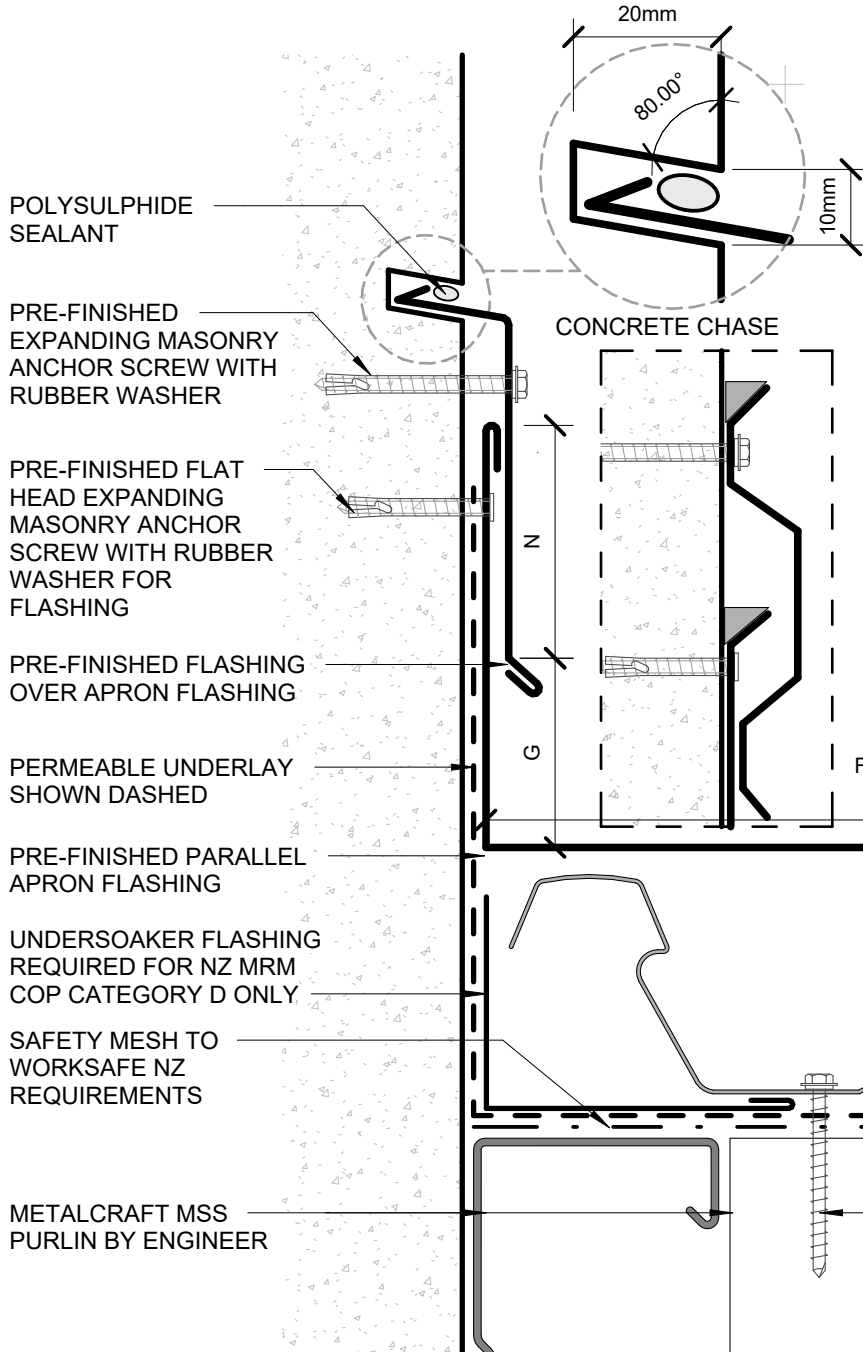 20mm
80.00°
10mm
CONCRETE CHASE
POLYSULPHIDE
SEALANT
PRE-FINISHED
EXPANDING MASONRY
ANCHOR SCREW WITH
RUBBER WASHER
PRE-FINISHED FLAT
HEAD EXPANDING
MASONRY ANCHOR
SCREW WITH RUBBER
WASHER FOR
FLASHING
N
PRE-FINISHED FLASHING
OVER APRON FLASHING
G
PERMEABLE UNDERLAY
SHOWN DASHED
F
PRE-FINISHED PARALLEL
APRON FLASHING
UNDERSOAKER FLASHING
REQUIRED FOR NZ MRM
COP CATEGORY D ONLY
SAFETY MESH TO
WORKSAFE NZ
REQUIREMENTS
METALCRAFT MSS
PURLIN BY ENGINEER